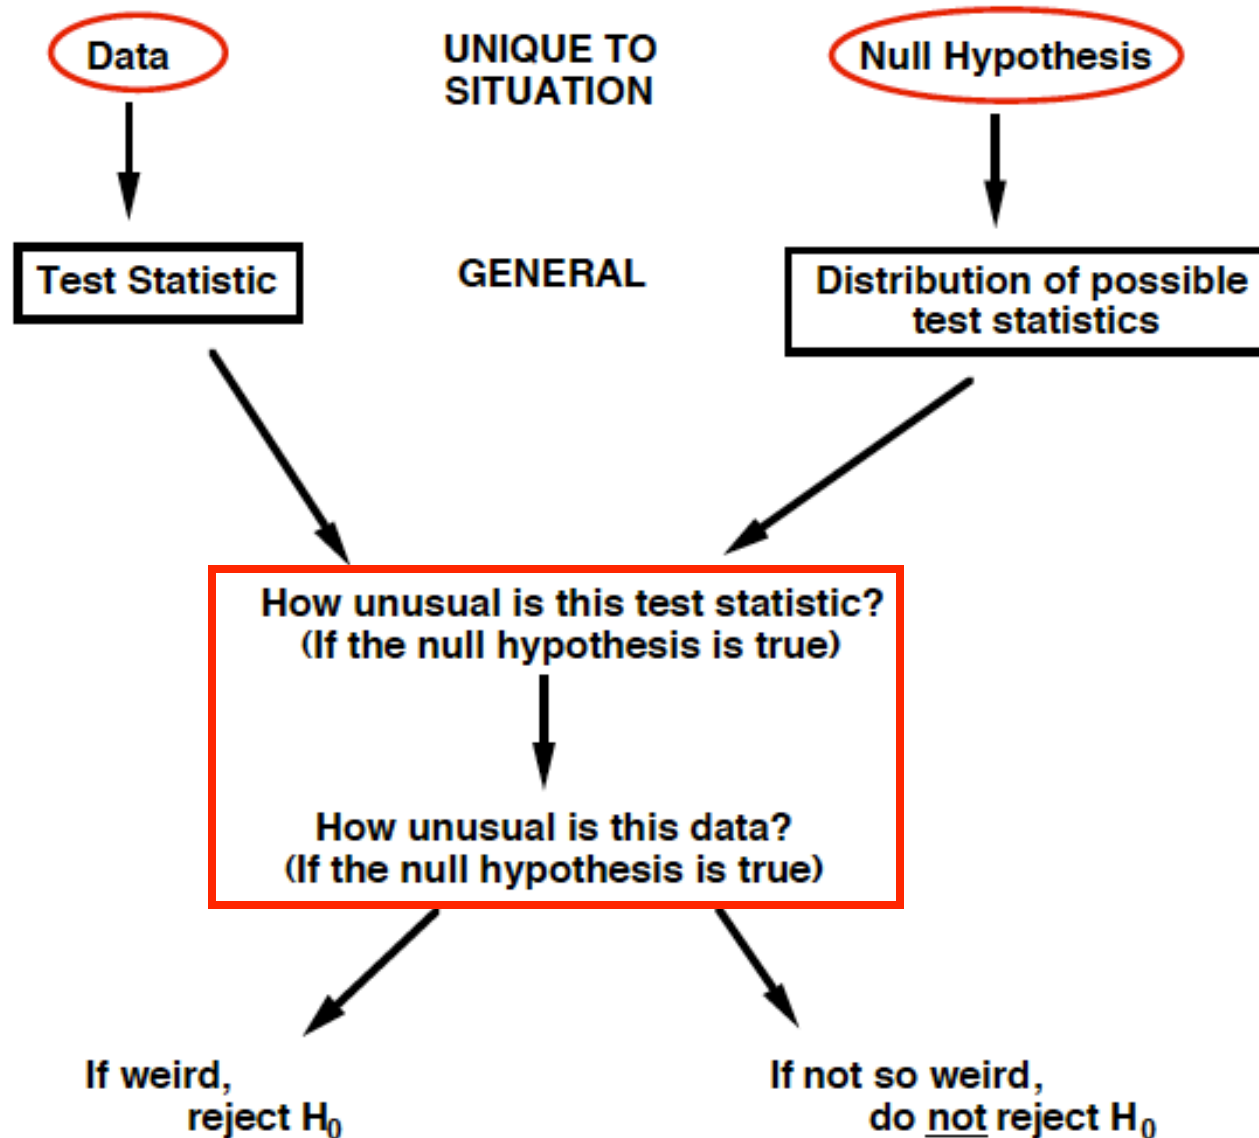 Data
UNIQUE TO
SITUATION
Null Hypothesis
Test Statistic
GENERAL
Distribution of possible
test statistics
How unusual is this test statistic?
(If the null hypothesis is true)
How unusual is this data?
(If the null hypothesis is true)
If weird,
reject H₀
If not so weird,
do not reject H₀